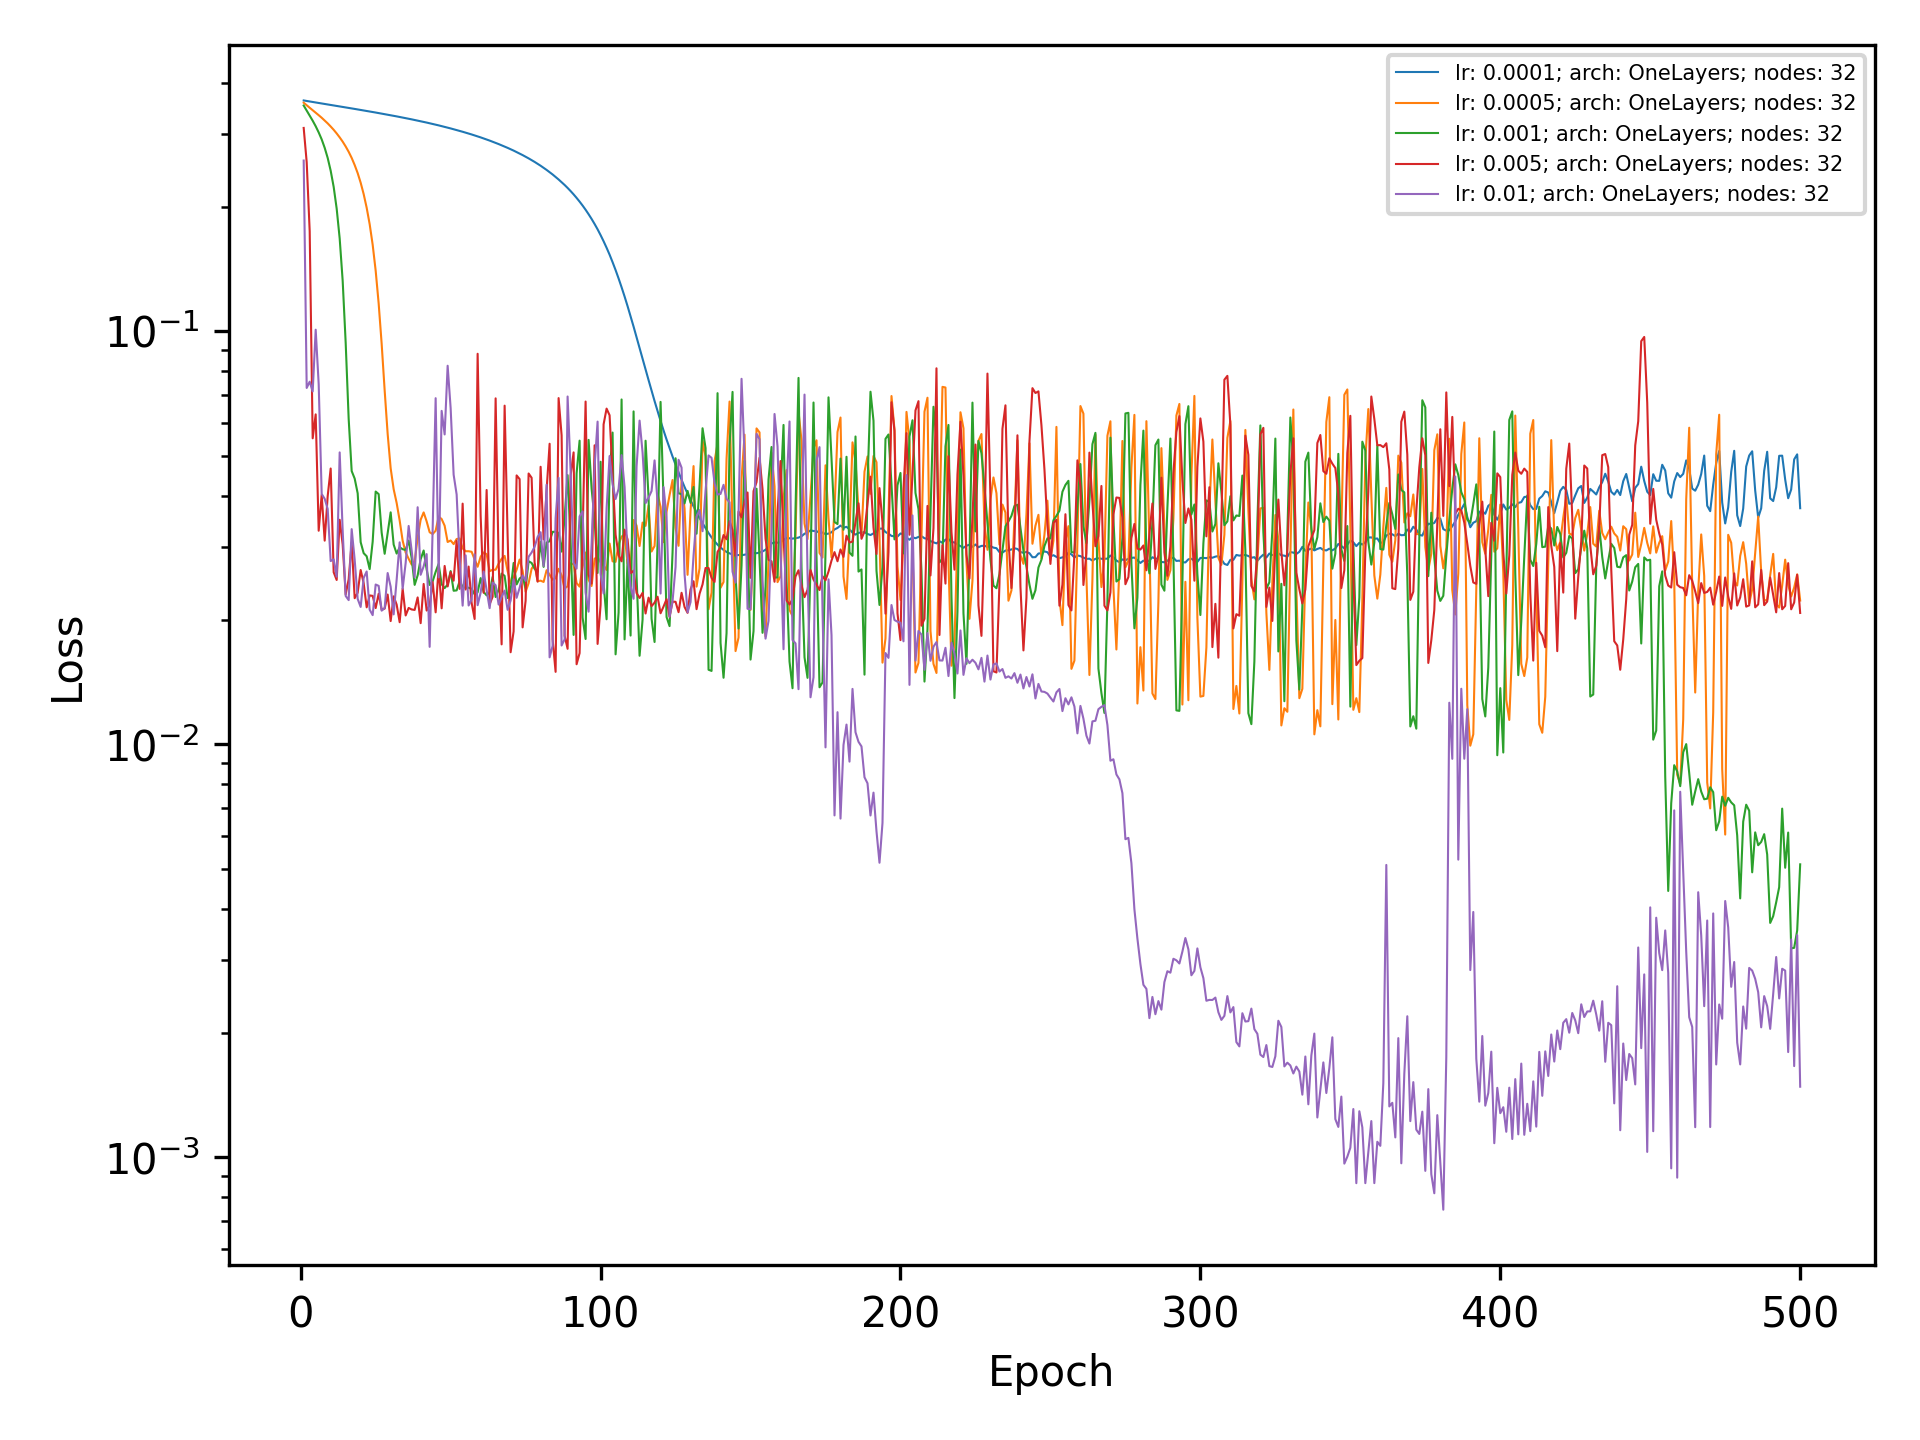 lr: 0.0001; arch: OneLayers; nodes: 32
lr: 0.0005; arch: OneLayers; nodes: 32
lr: 0.001; arch: OneLayers; nodes: 32
lr: 0.005; arch: OneLayers; nodes: 32
lr: 0.01; arch: OneLayers; nodes: 32
10⁻¹
10⁻²
10⁻³
Loss
0 100 200 300 400 500
Epoch